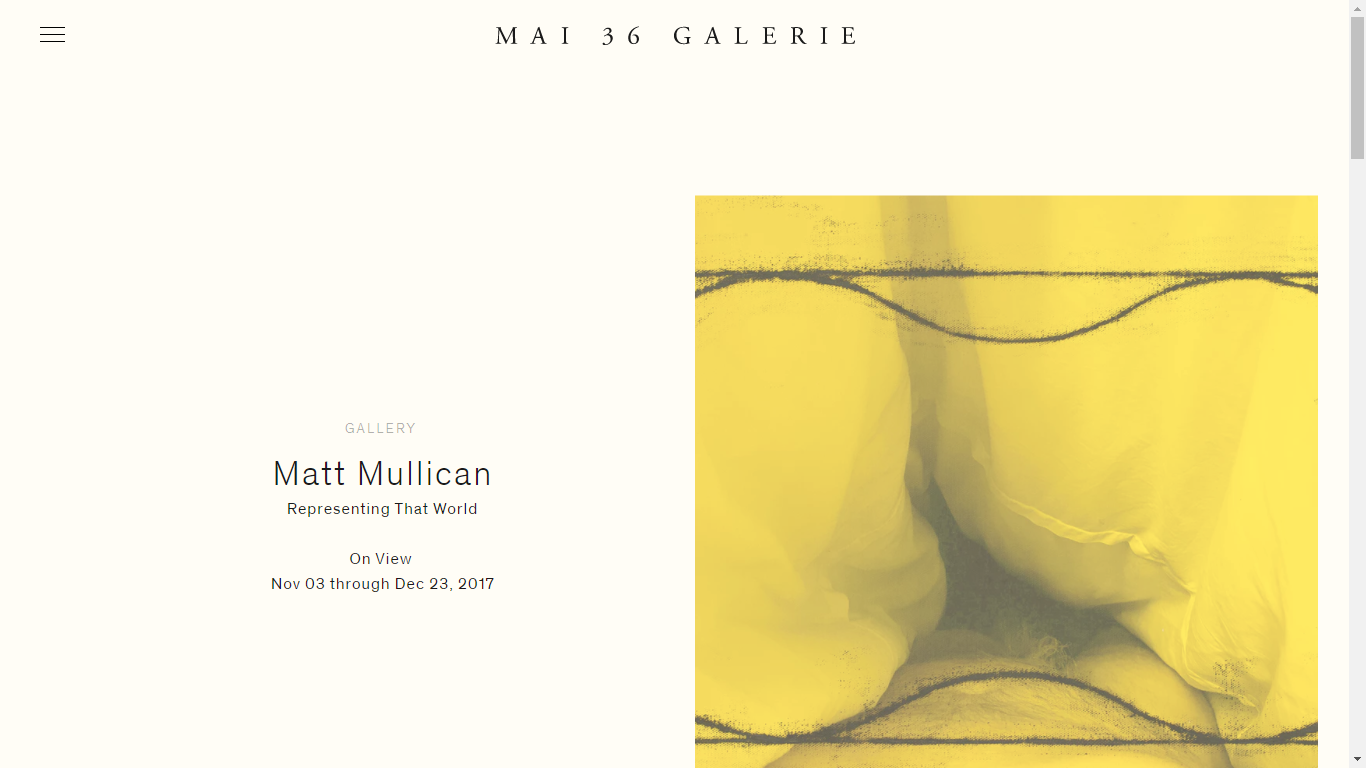 MAI 36 GALERIE
GALLERY
Matt Mullican
Representing That World
On View
Nov 03 through Dec 23, 2017